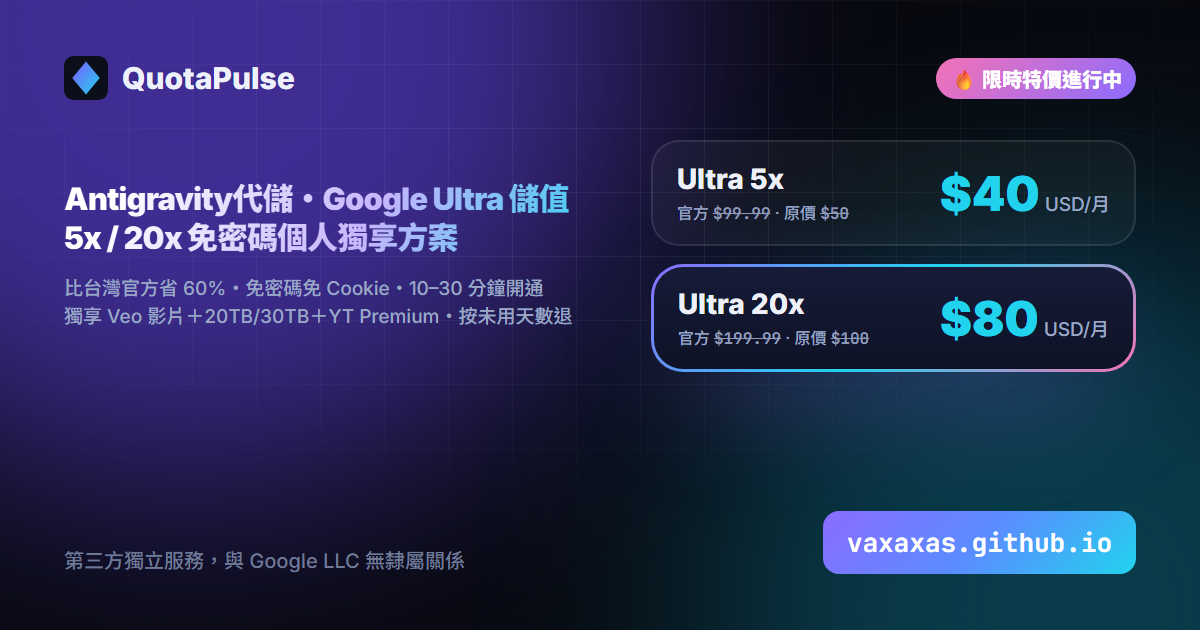 QuotaPulse
🔥 限時特價進行中
Antigravity代儲・Google Ultra 儲值
5x / 20x 免密碼個人獨享方案
比台灣官方省 60%・免密碼免 Cookie・10–30 分鐘開通
獨享 Veo 影片＋20TB/30TB＋YT Premium・按未用天數退
Ultra 5x
官方 $99.99 · 原價 $50
$40 USD/月
Ultra 20x
官方 $199.99 · 原價 $100
$80 USD/月
第三方獨立服務，與 Google LLC 無隸屬關係
vaxaxas.github.io